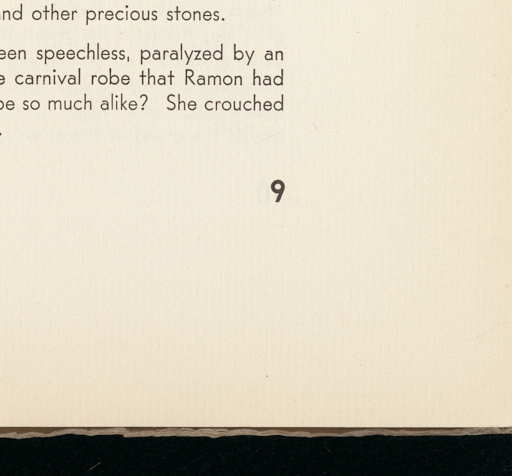 and other precious stones.
een speechless, paralyzed by an
e carnival robe that Ramon had
be so much alike? She crouched
9